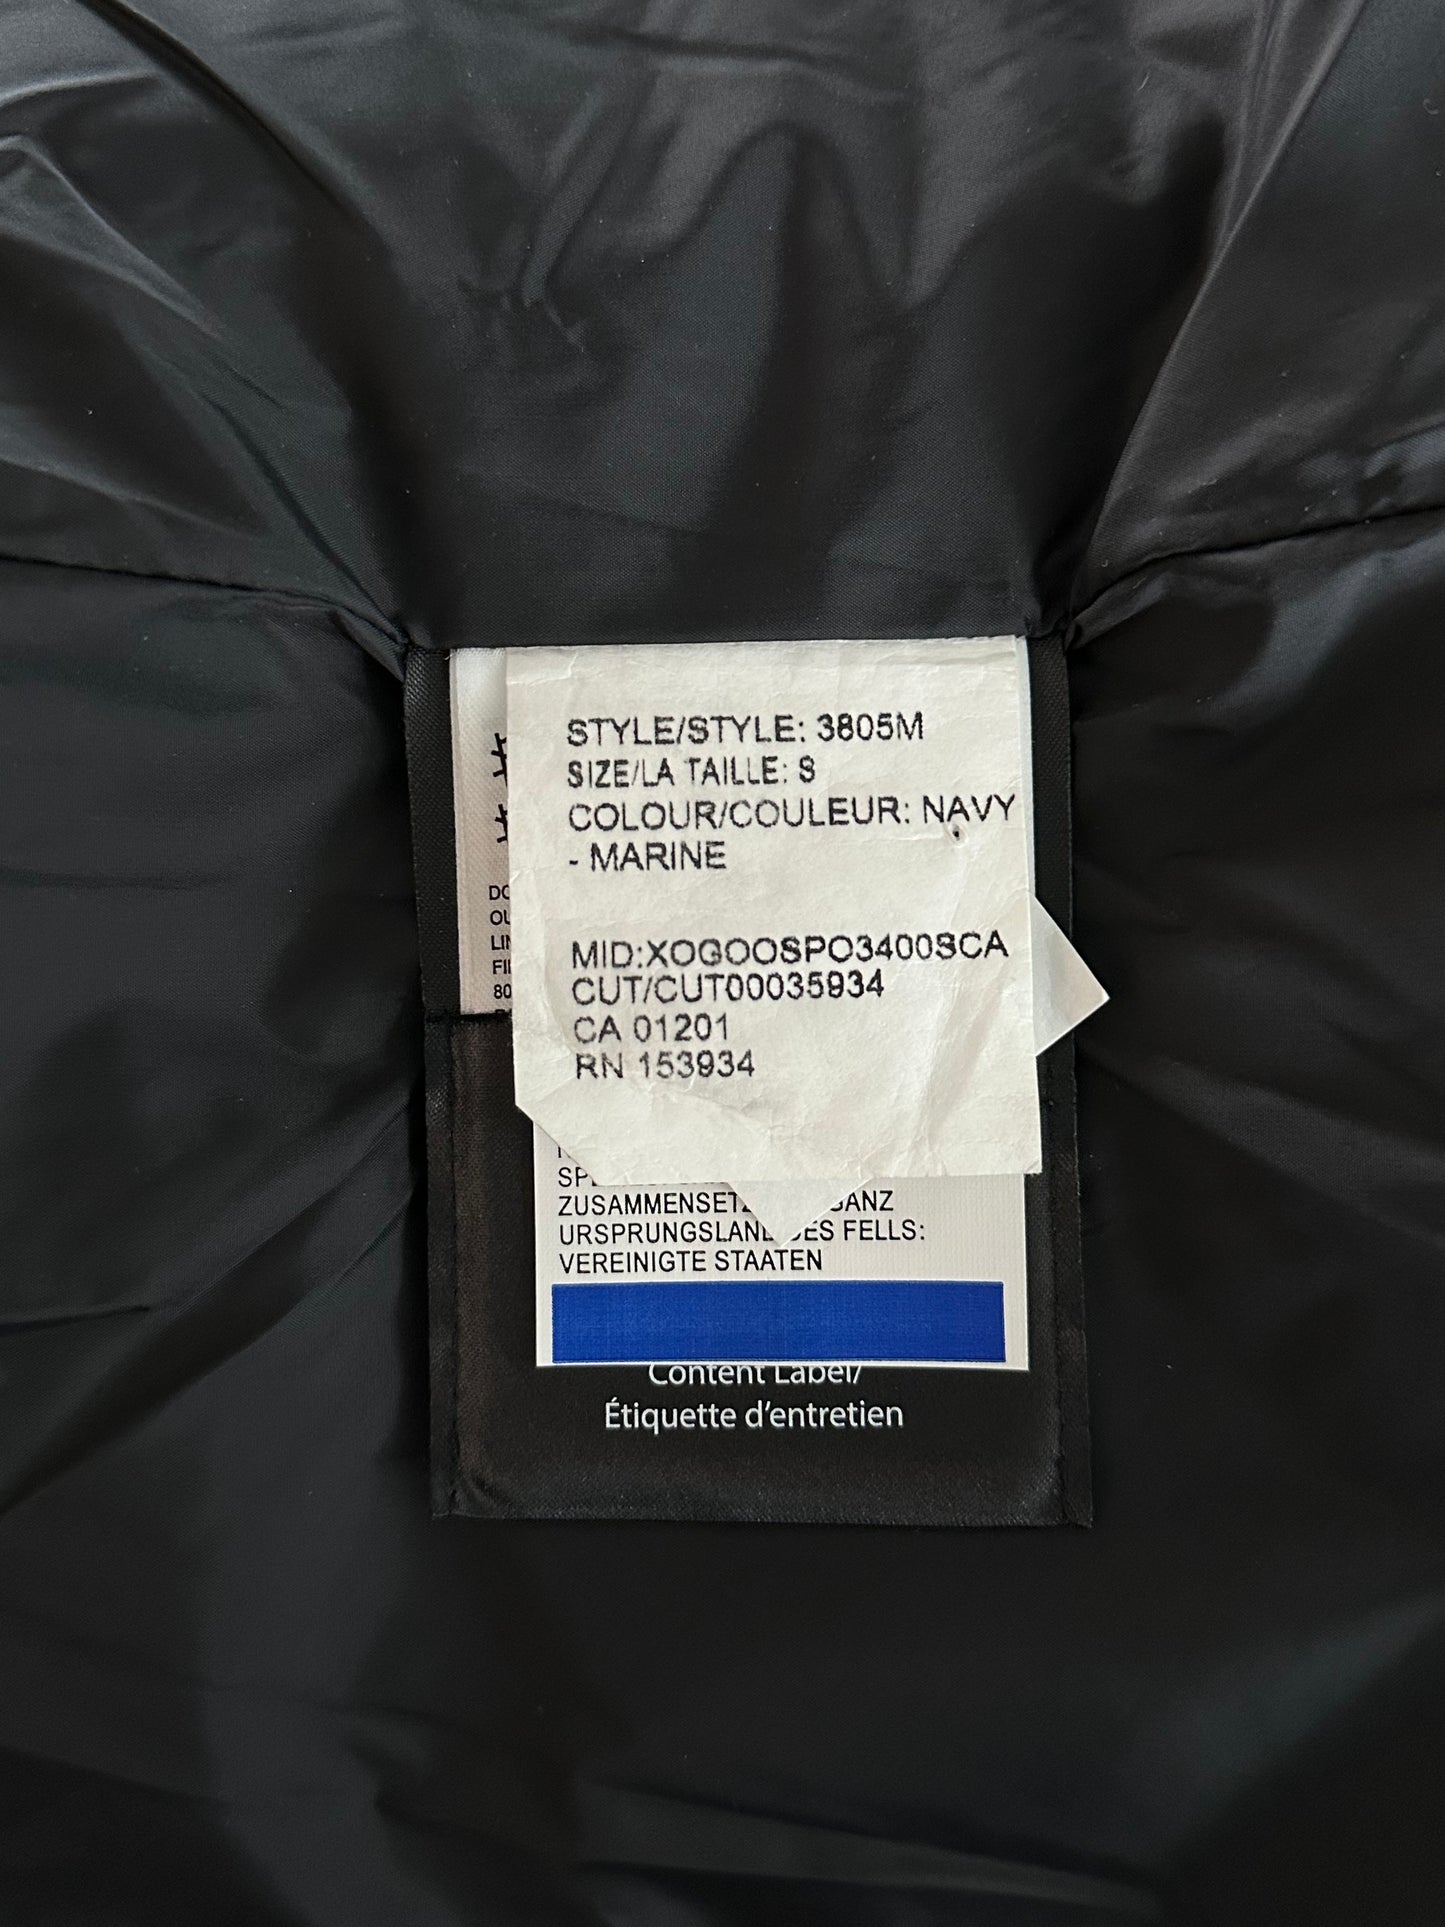 STYLE/STYLE: 3805M
SIZE/LA TAILLE: S
COLOUR/COULEUR: NAVY
- MARINE
MID:XOGOOSPO3400SCA
CUT/CUT00035934
CA 01201
RN 153934
80
ZUSAMMENSETZ GANZ
URSPRUNGSLAND DES FELLS:
VEREINIGTE STAATEN
Content Label/
Étiquette d'entretien